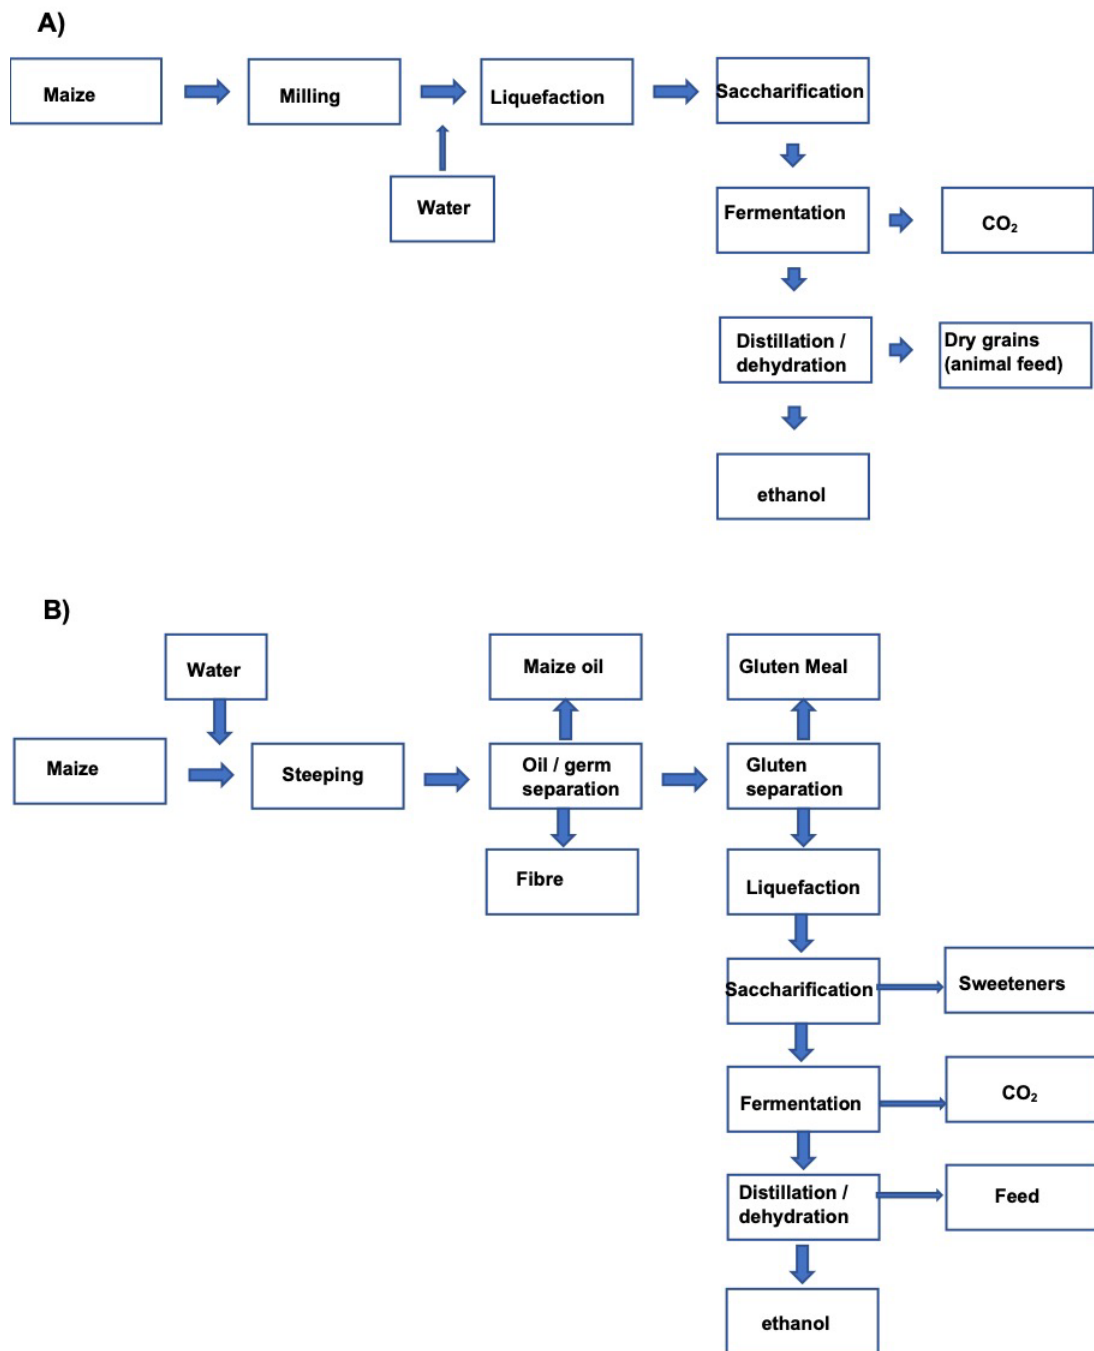 A)
Maize
Milling
Liquefaction
Saccharification
Water
Fermentation
CO₂
Distillation /
dehydration
Dry grains
(animal feed)
ethanol
B)
Water
Maize oil
Gluten Meal
Maize
Steeping
Oil / germ
separation
Gluten
separation
Fibre
Liquefaction
Saccharification
Sweeteners
Fermentation
CO₂
Distillation /
dehydration
Feed
ethanol